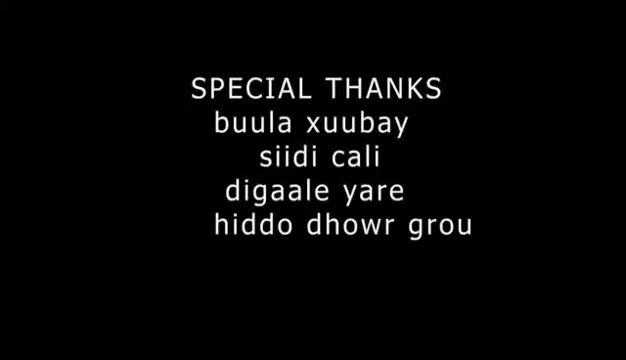 SPECIAL THANKS
buula xuubay
siidi cali
digaale yare
hiddo dhowr grou